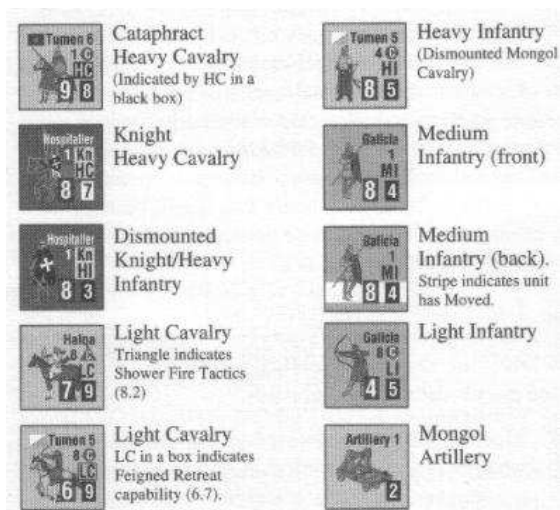 Tumen 6
1 C
HC
9 8
Cataphract
Heavy Cavalry
(Indicated by HC in a
black box)
Hospitaller
1 Kn
HC
8 7
Knight
Heavy Cavalry
Hospitaller
1 Kn
HI
8 3
Dismounted
Knight/Heavy
Infantry
Halqa
8
LC
7 9
Light Cavalry
Triangle indicates
Shower Fire Tactics
(8.2)
Tumen 5
8 C
LC
6 9
Light Cavalry
LC in a box indicates
Feigned Retreat
capability (6.7).
Tumen 5
4 C
HI
8 5
Heavy Infantry
(Dismounted Mongol
Cavalry)
Galicia
1
MI
8 4
Medium
Infantry (front)
Galicia
1
MI
8 4
Medium
Infantry (back).
Stripe indicates unit
has Moved.
Galicia
8 C
LI
4 5
Light Infantry
Artillery 1
2
Mongol
Artillery